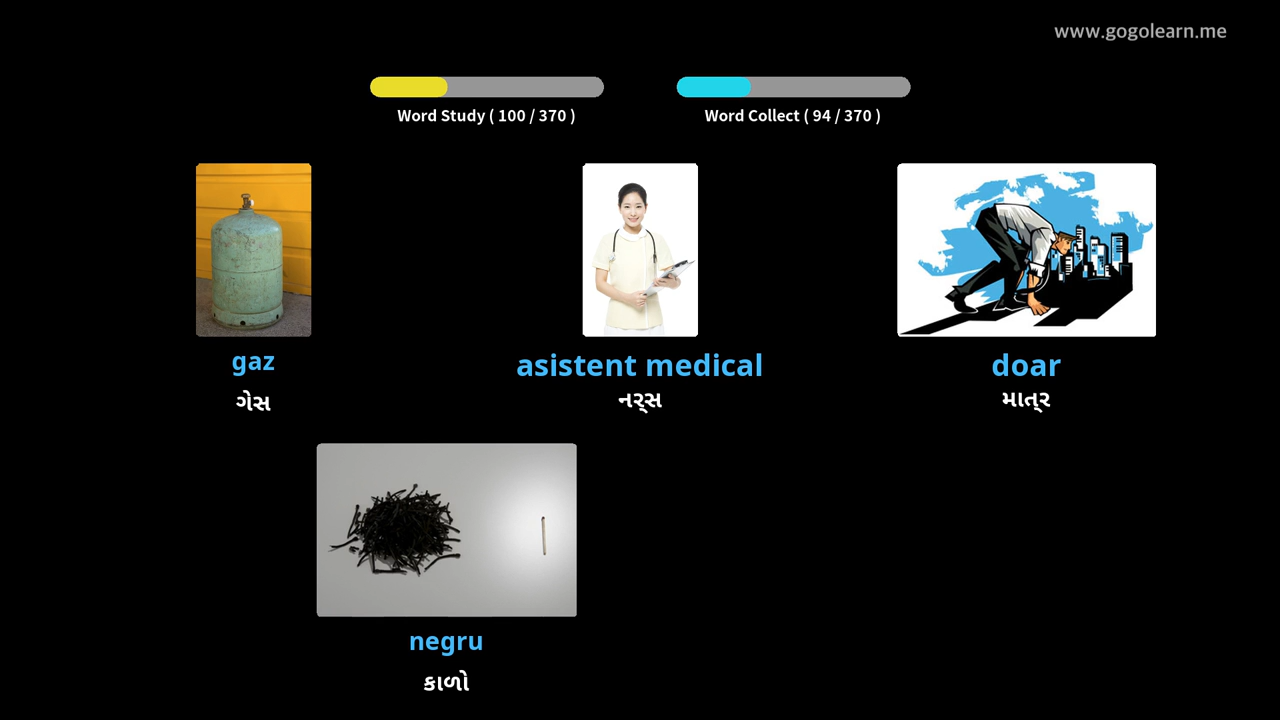 www.gogolearn.me
Word Study ( 100 / 370 )
Word Collect ( 94 / 370 )
gaz
ગેસ
asistent medical
નર્સ
doar
માત્ર
negru
કાળો